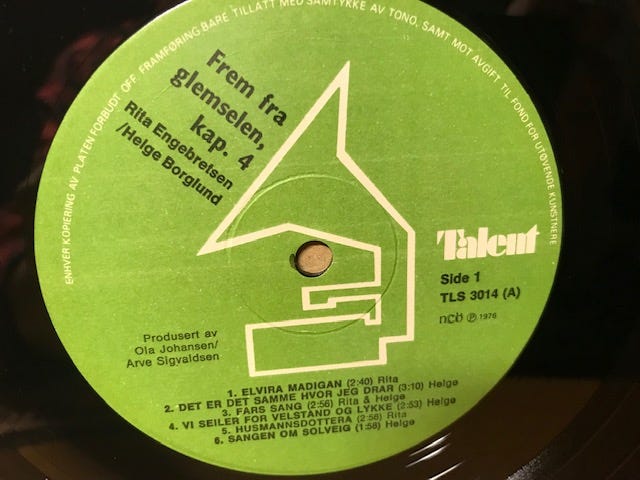 ENHVER KOPIERING AV PLATEN FORBUDT OFF. FRAMFØRING BARE TILLATT MED SAMTYKKE AV TONO, SAMT MOT AVGIFT TIL FOND FOR UTØVENDE KUNSTNERE
Frem fra
glemselen,
kap. 4
Rita Engebretsen
/Helge Borglund
Talent
Side 1
TLS 3014 (A)
ncb ℗ 1976
Produsert av
Ola Johansen/
Arve Sigvaldsen
1. ELVIRA MADIGAN (2:40) Rita
2. DET ER DET SAMME HVOR JEG DRAR (3:10) Helge
3. FARS SANG (2:56) Rita & Helge
4. VI SEILER FOR VELSTAND OG LYKKE (2:53) Helge
5. HUSMANNSDOTTERA (2:58) Rita
6. SANGEN OM SOLVEIG (1:58) Helge